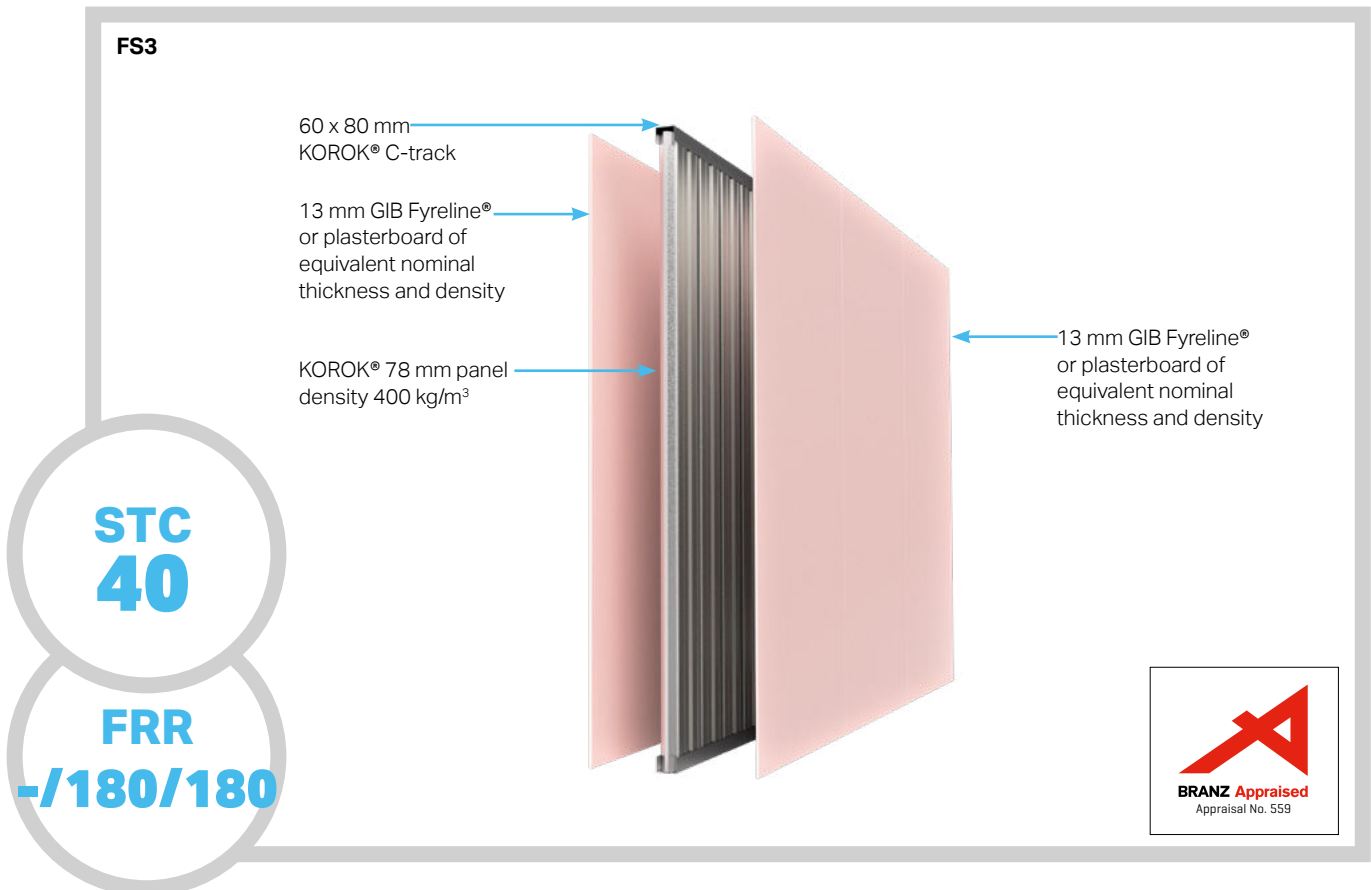 FS3
60 x 80 mm
KOROK® C-track
13 mm GIB Fyreline®
or plasterboard of
equivalent nominal
thickness and density
KOROK® 78 mm panel
density 400 kg/m³
13 mm GIB Fyreline®
or plasterboard of
equivalent nominal
thickness and density
STC
40
FRR
-/180/180
BRANZ Appraised
Appraisal No. 559